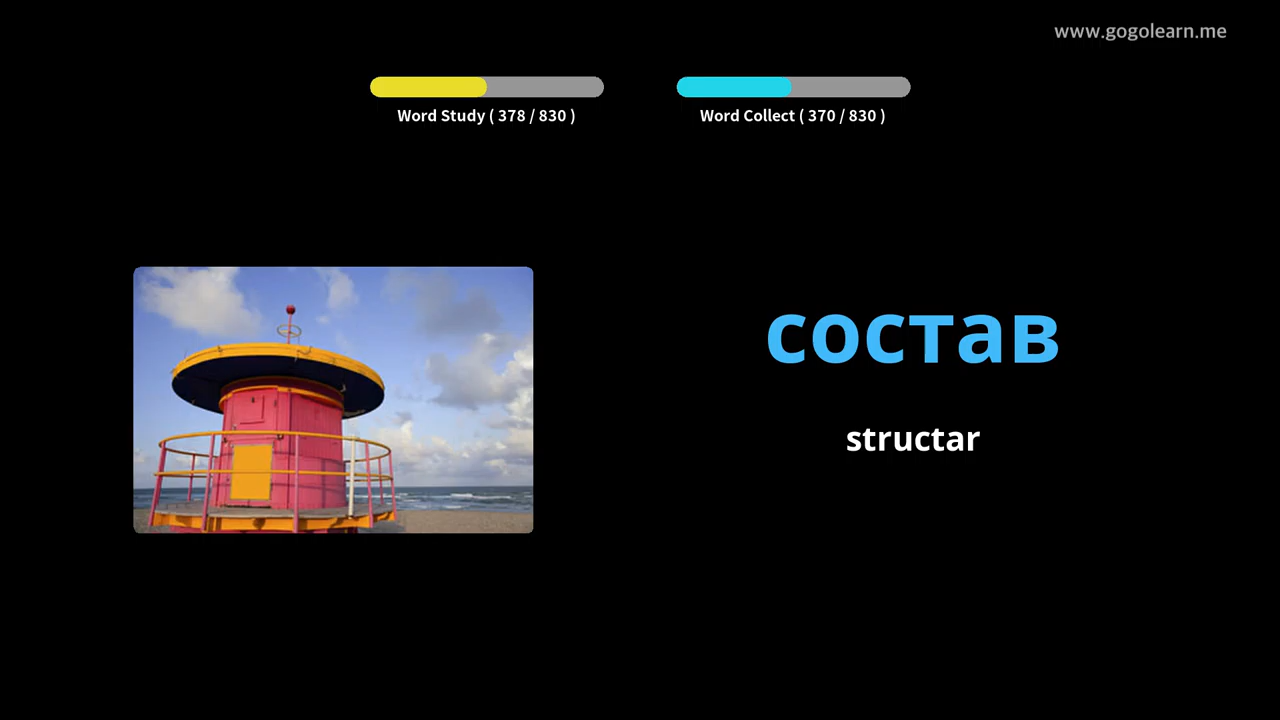 www.gogolearn.me
Word Study ( 378 / 830 )
Word Collect ( 370 / 830 )
состав
structar